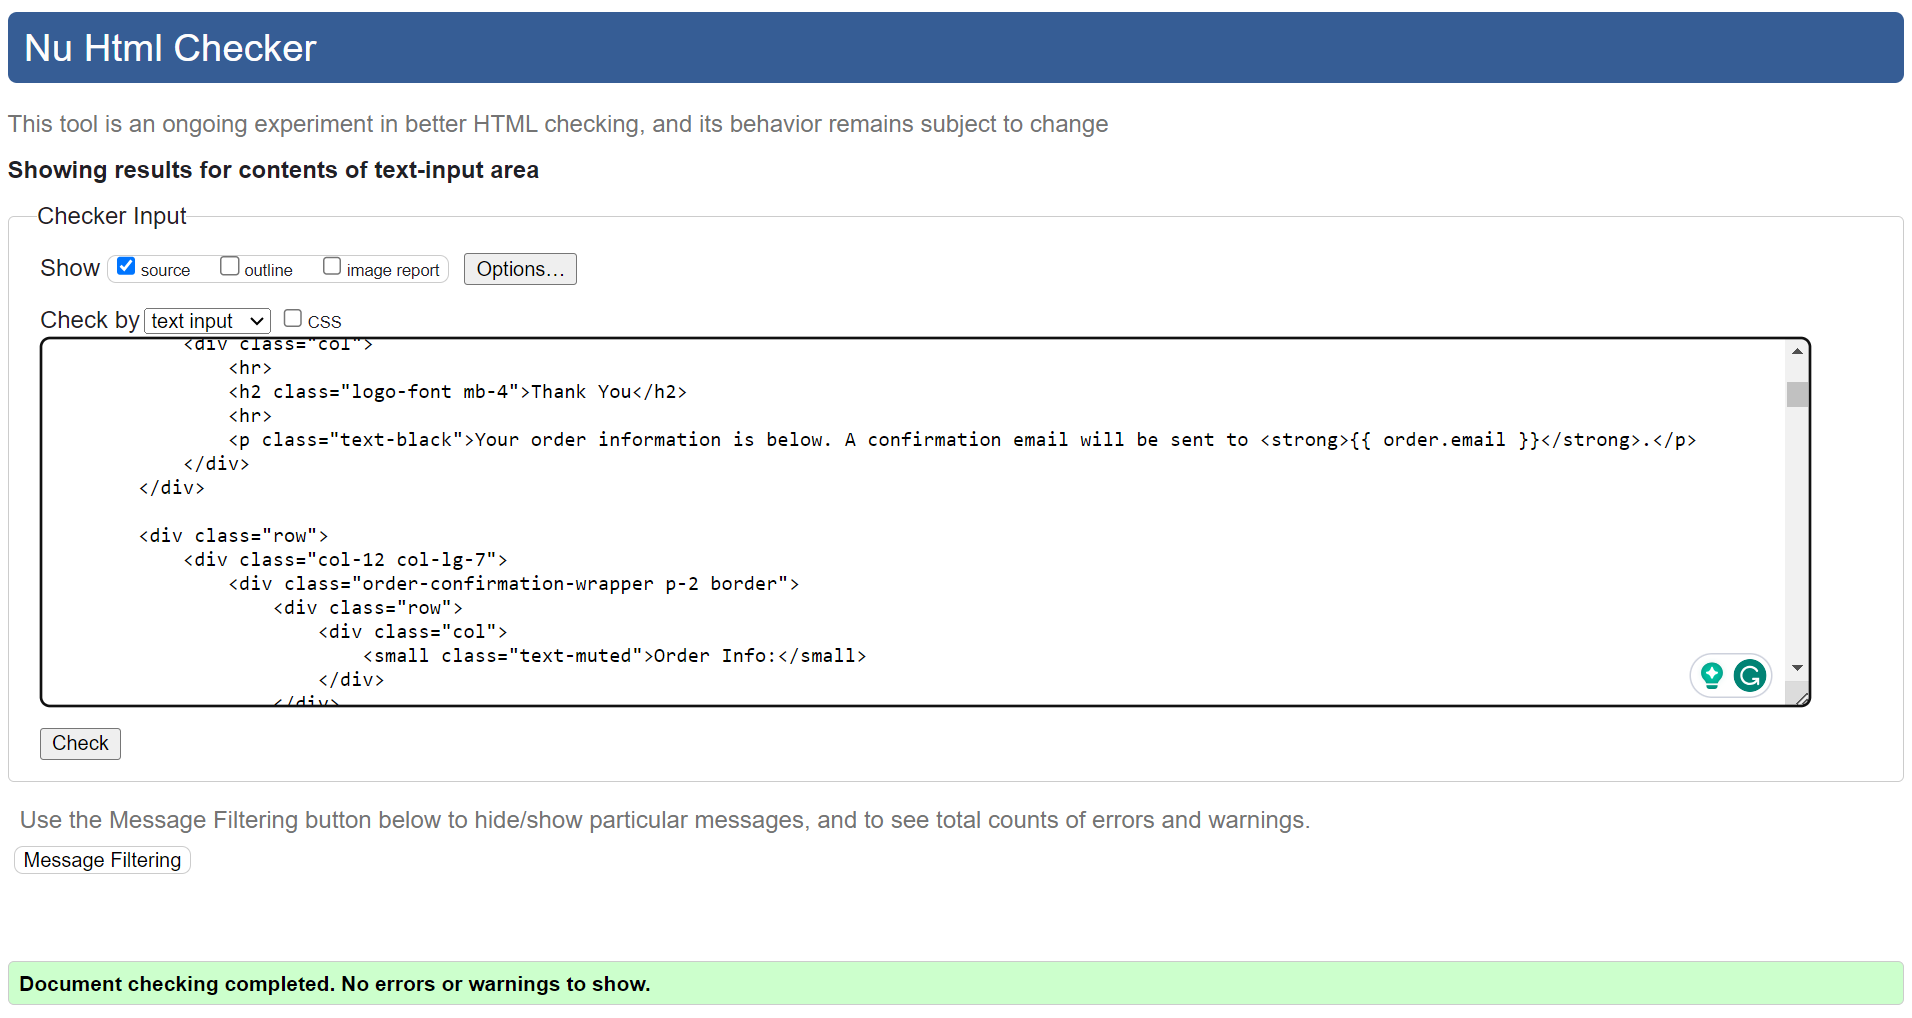 Nu Html Checker
This tool is an ongoing experiment in better HTML checking, and its behavior remains subject to change
Showing results for contents of text-input area
Checker Input
Show source outline image report Options...
Check by text input CSS
<div class="col">
<hr>
<h2 class="logo-font mb-4">Thank You</h2>
<hr>
<p class="text-black">Your order information is below. A confirmation email will be sent to <strong>{{ order.email }}</strong>.</p>
</div>
</div>
<div class="row">
<div class="col-12 col-lg-7">
<div class="order-confirmation-wrapper p-2 border">
<div class="row">
<div class="col">
<small class="text-muted">Order Info:</small>
</div>
</div>
Check
Use the Message Filtering button below to hide/show particular messages, and to see total counts of errors and warnings.
Message Filtering
Document checking completed. No errors or warnings to show.